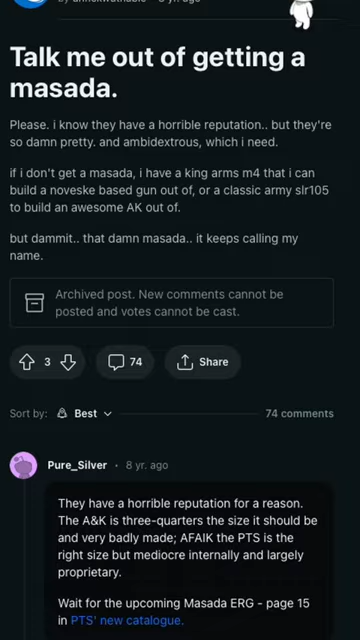 Talk me out of getting a
masada.
Please. i know they have a horrible reputation.. but they're
so damn pretty. and ambidextrous, which i need.
if i don't get a masada, i have a king arms m4 that i can
build a noveske based gun out of, or a classic army slr105
to build an awesome AK out of.
but dammit.. that damn masada.. it keeps calling my
name.
Archived post. New comments cannot be
posted and votes cannot be cast.
3 74 Share
Sort by: Best 74 comments
Pure_Silver · 8 yr. ago
They have a horrible reputation for a reason.
The A&K is three-quarters the size it should be
and very badly made; AFAIK the PTS is the
right size but mediocre internally and largely
proprietary.
Wait for the upcoming Masada ERG - page 15
in PTS' new catalogue.